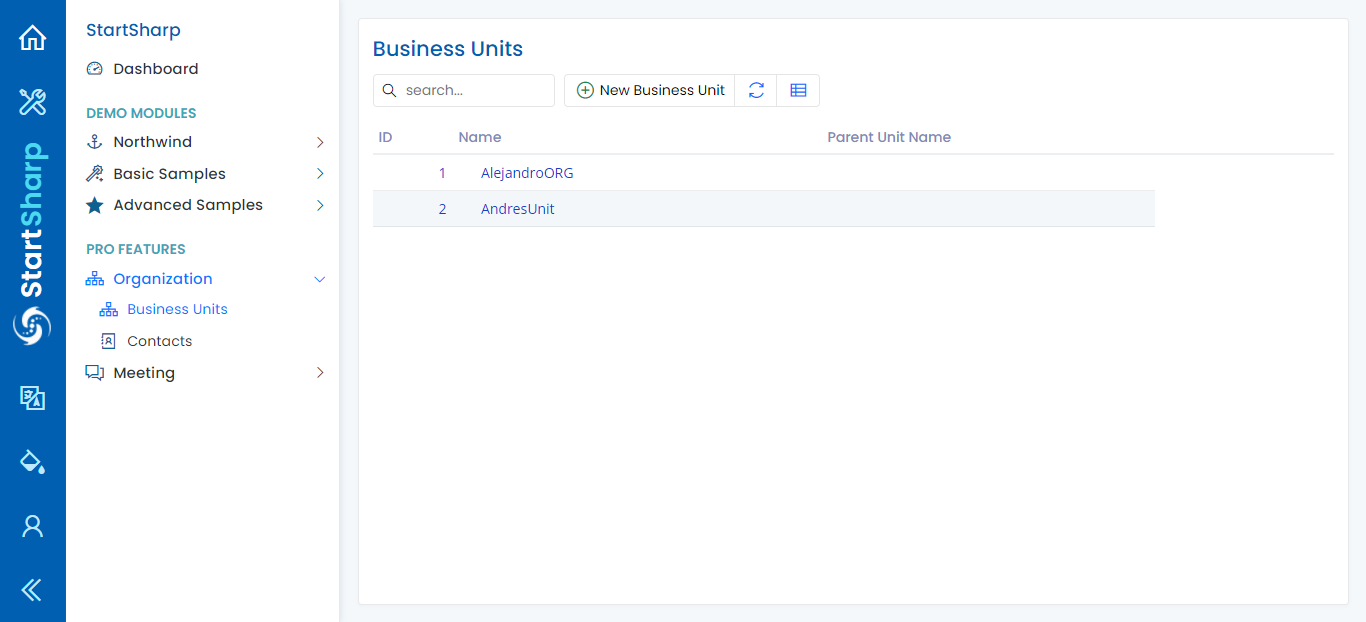 StartSharp
StartSharp
Dashboard
DEMO MODULES
Northwind
Basic Samples
Advanced Samples
PRO FEATURES
Organization
Business Units
Contacts
Meeting
Business Units
search...
New Business Unit
ID Name Parent Unit Name
1 AlejandroORG
2 AndresUnit